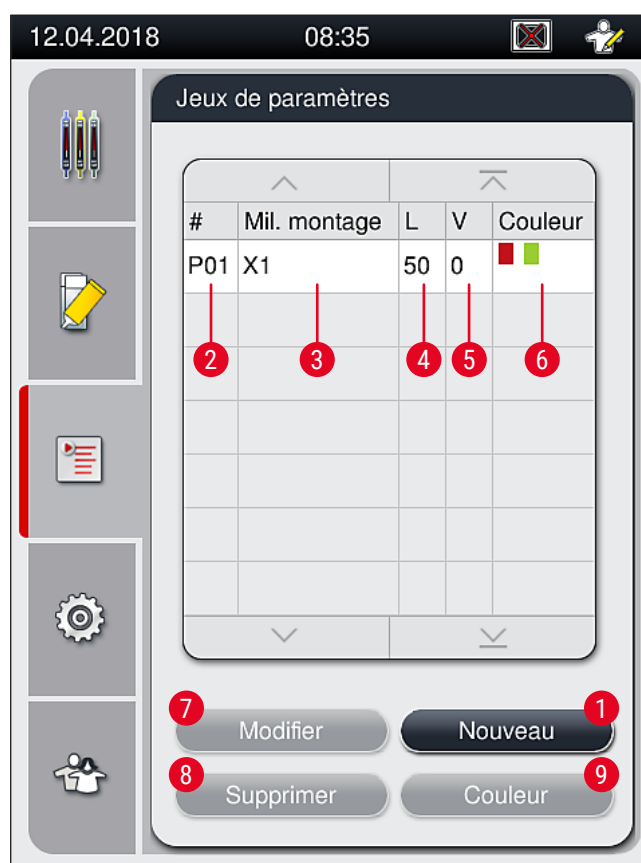 12.04.2018 08:35
Jeux de paramètres
# Mil. montage L V Couleur
P01 X1 50 0
2 3 4 5 6
7 1
Modifier Nouveau
8 9
Supprimer Couleur